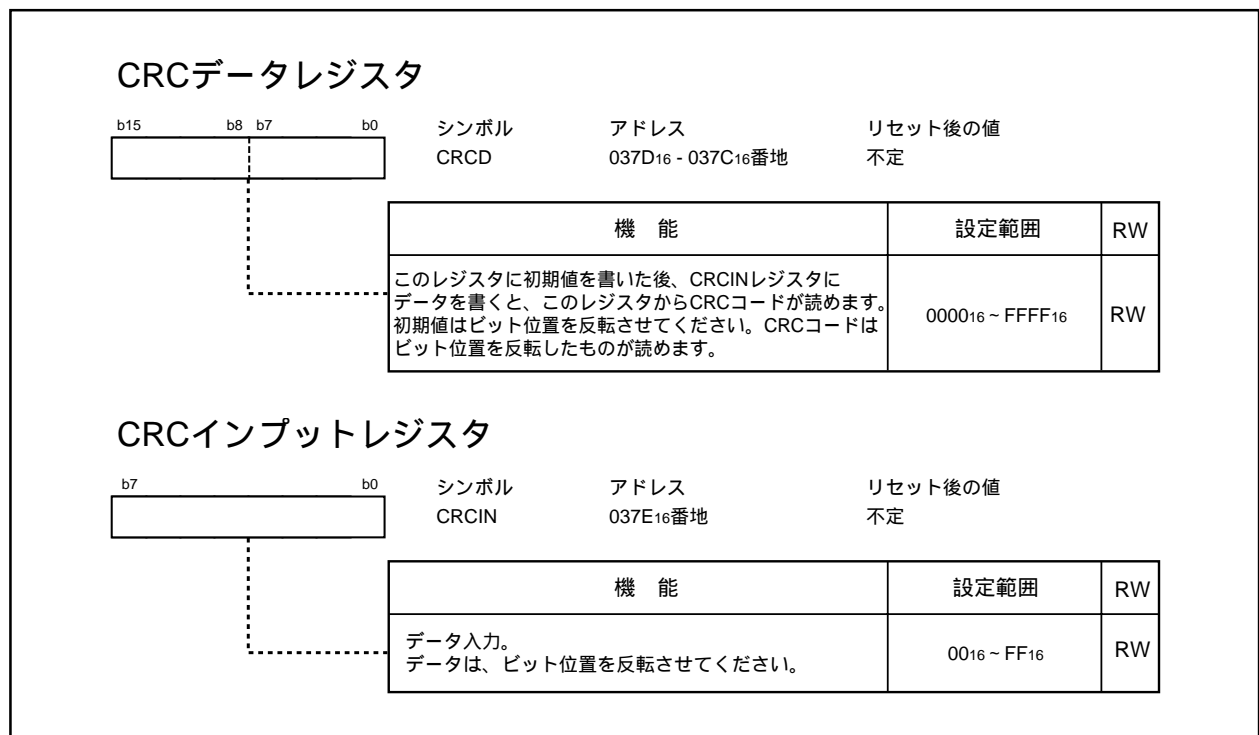 CRCデータレジスタ
b15 b8 b7 b0 シンボル アドレス リセット後の値
CRCD 037D16 - 037C16番地 不定
機 能 設定範囲 RW
このレジスタに初期値を書いた後、CRCINレジスタに
データを書くと、このレジスタからCRCコードが読めます。
初期値はビット位置を反転させてください。CRCコードは
ビット位置を反転したものが読めます。
000016 ~ FFFF16 RW
CRCインプットレジスタ
b7 b0 シンボル アドレス リセット後の値
CRCIN 037E16番地 不定
機 能 設定範囲 RW
データ入力。
データは、ビット位置を反転させてください。
0016 ~ FF16 RW